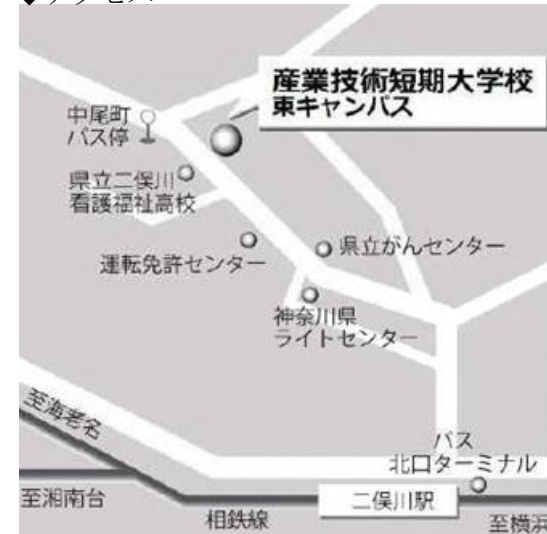 産業技術短期大学校
東キャンパス
中尾町
バス停
県立二俣川
看護福祉高校
運転免許センター
県立がんセンター
神奈川県
ライトセンター
至海老名
バス
北口ターミナル
至湘南台
二俣川駅
相鉄線
至横浜